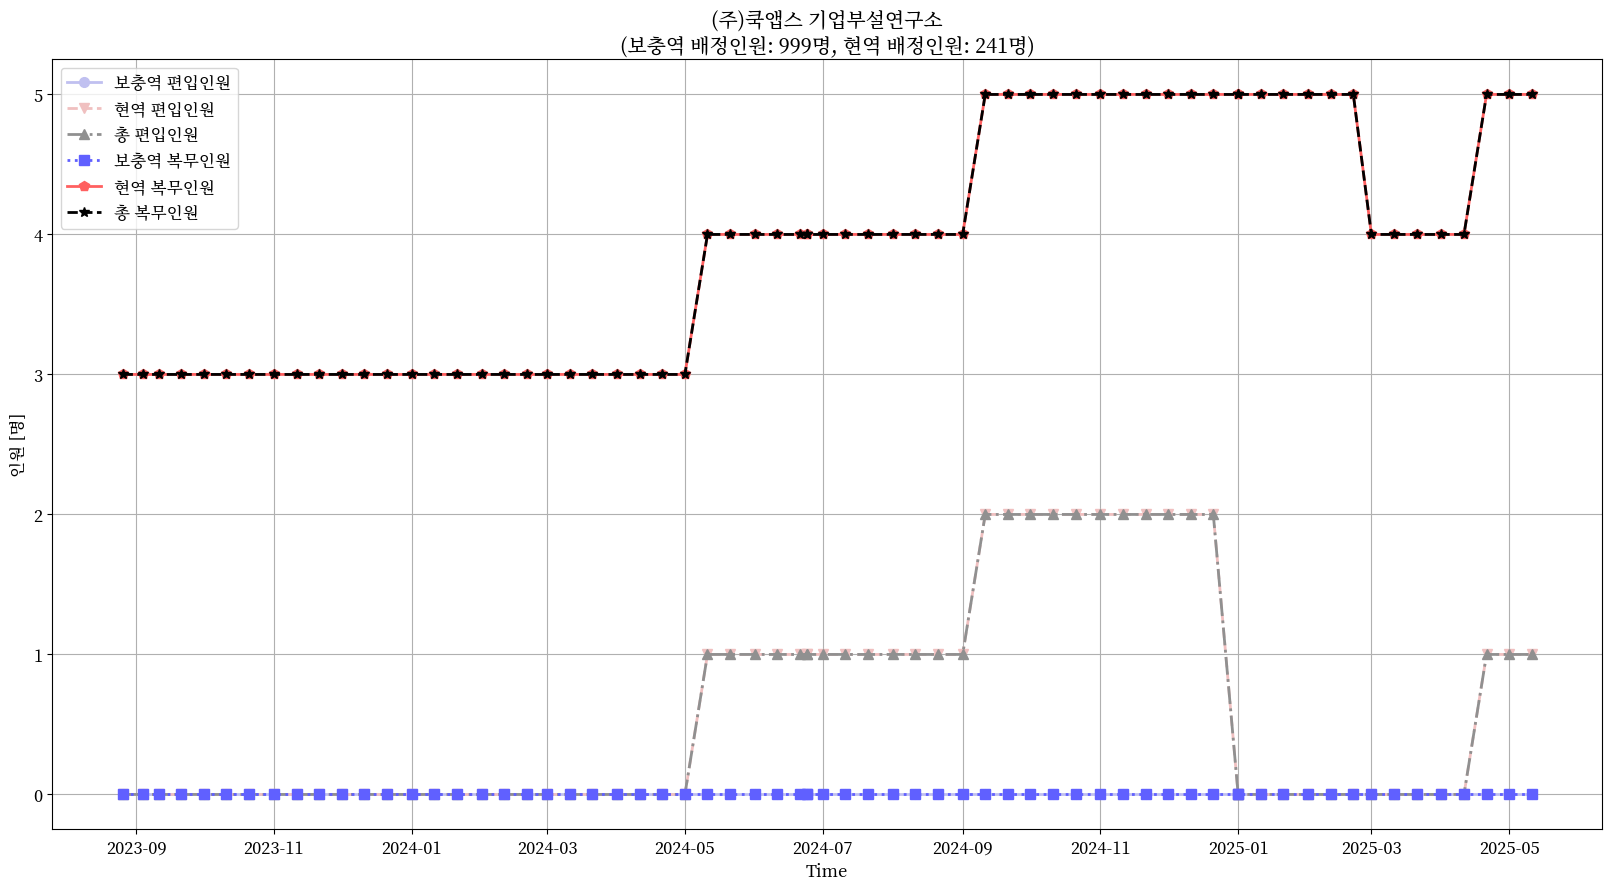 (주)쿡앱스 기업부설연구소
(보충역 배정인원: 999명, 현역 배정인원: 241명)
보충역 편입인원
현역 편입인원
총 편입인원
보충역 복무인원
현역 복무인원
총 복무인원
인원 [명]
5
4
3
2
1
0
2023-09 2023-11 2024-01 2024-03 2024-05 2024-07 2024-09 2024-11 2025-01 2025-03 2025-05
Time